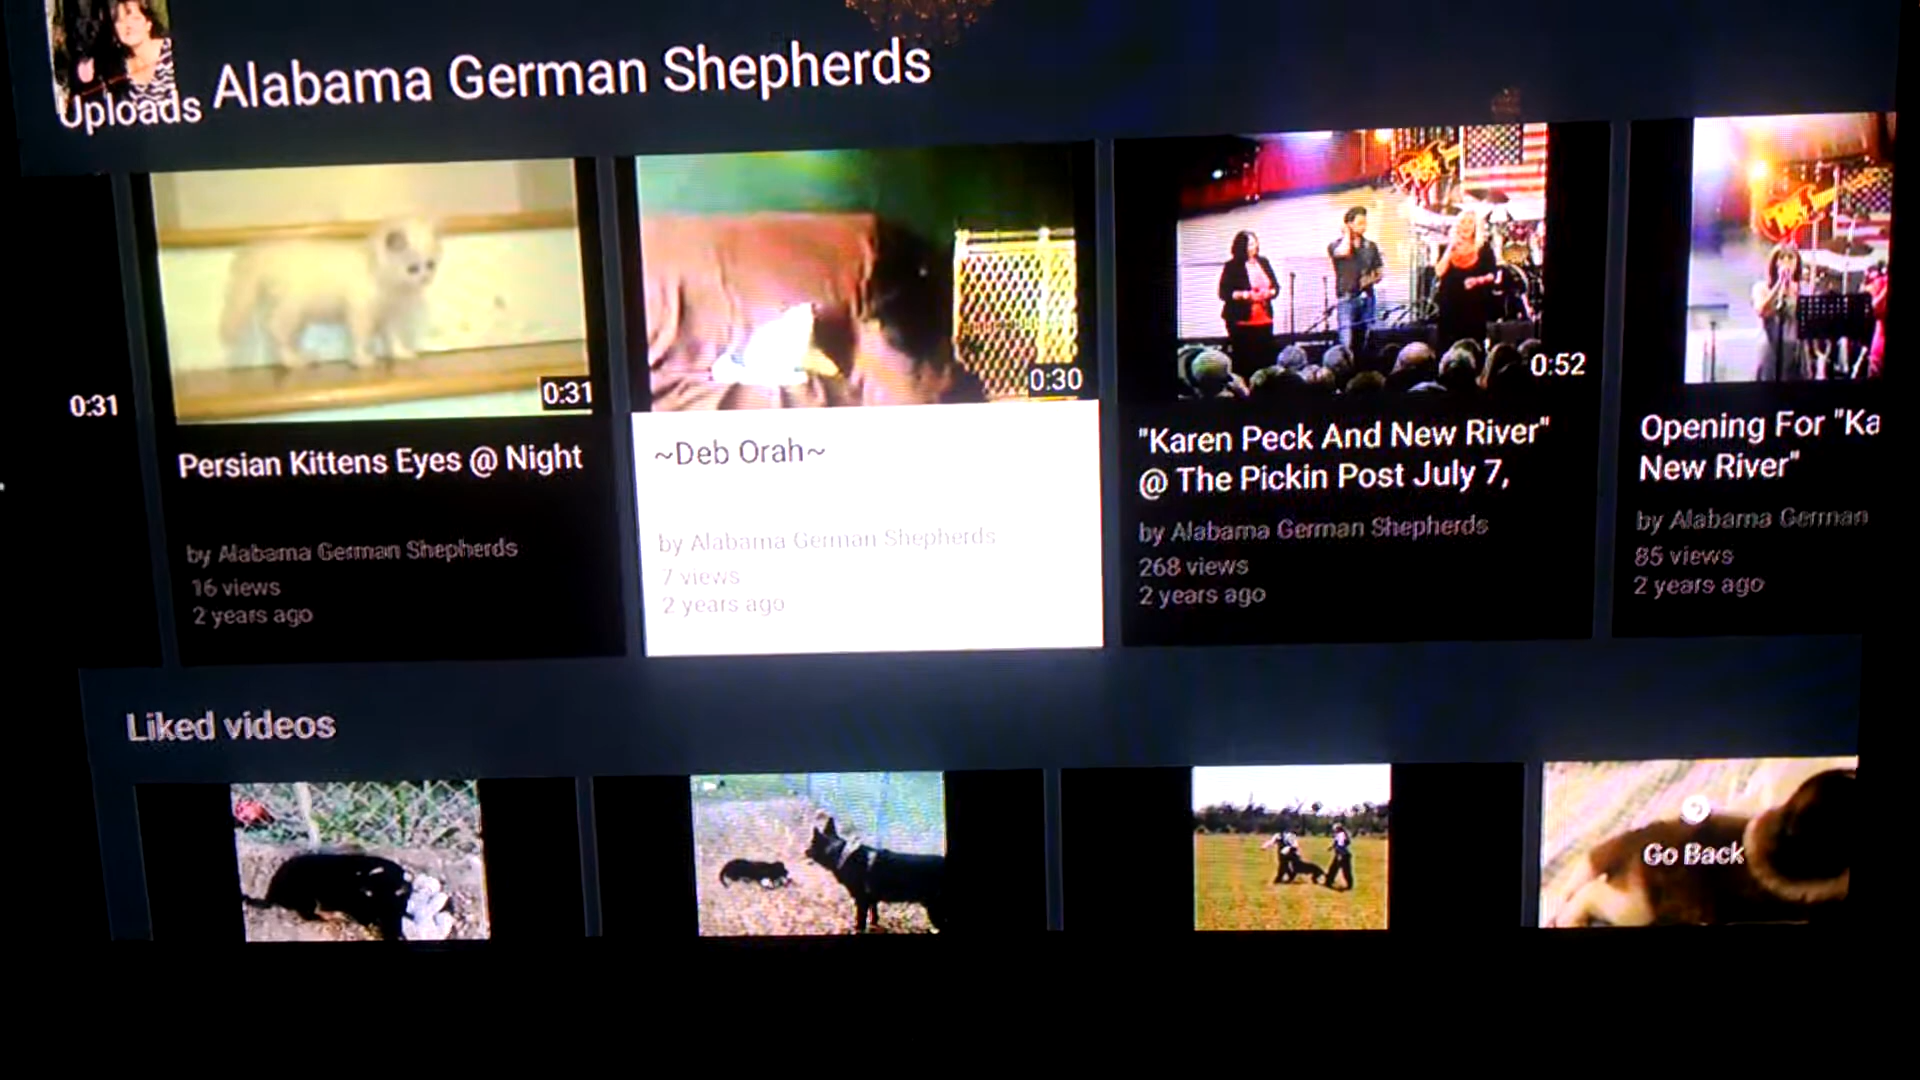 Alabama German Shepherds
Uploads
0:31
0:31
Persian Kittens Eyes @ Night
by Alabama German Shepherds
16 views
2 years ago
0:30
~Deb Orah~
by Alabama German Shepherds
7 views
2 years ago
0:52
"Karen Peck And New River"
@ The Pickin Post July 7,
by Alabama German Shepherds
268 views
2 years ago
Opening For "Ka
New River"
by Alabama German
85 views
2 years ago
Liked videos
Go Back